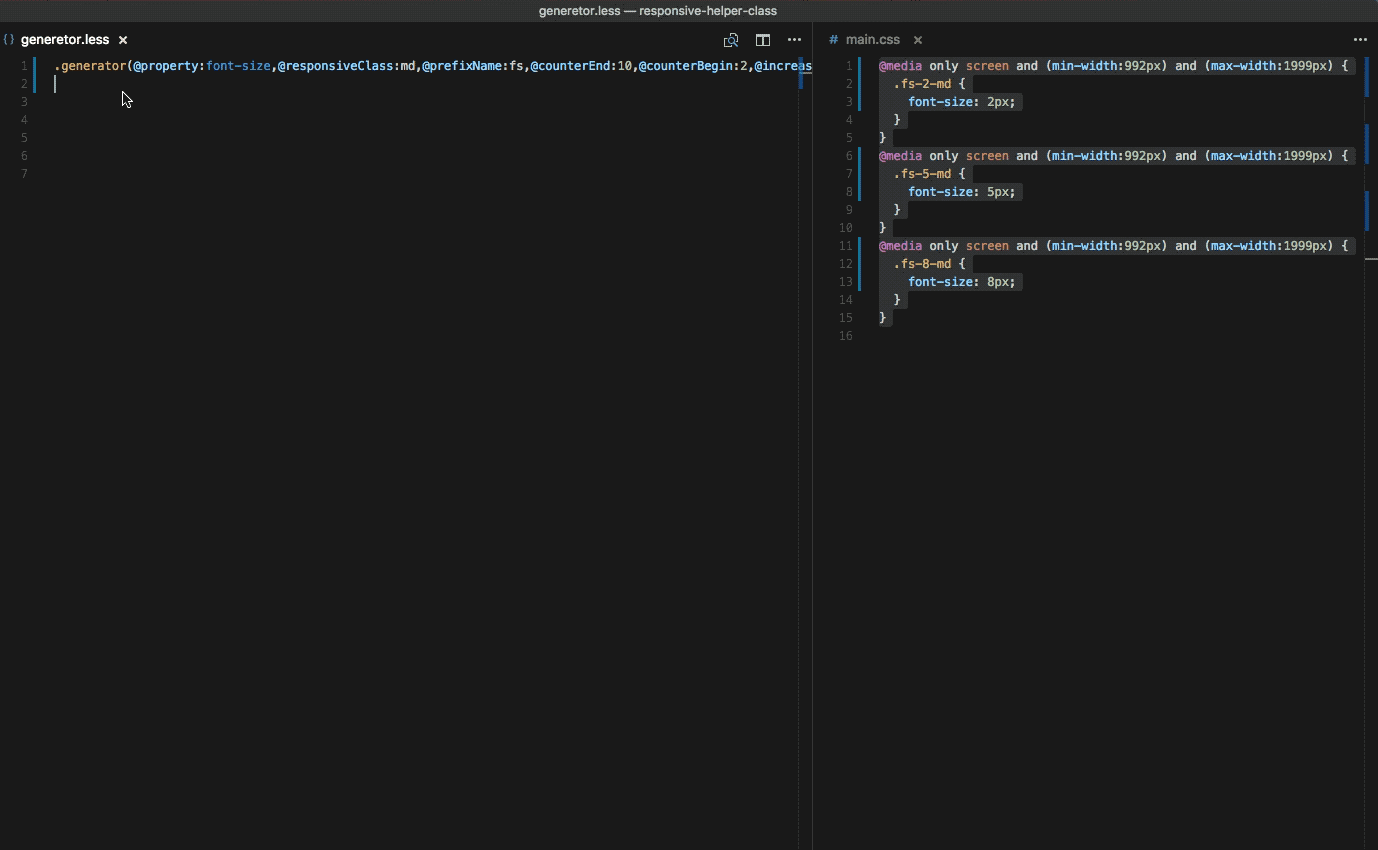 generetor.less — responsive-helper-class
{} generetor.less ×
1 .generator(@property:font-size,@responsiveClass:md,@prefixName:fs,@counterEnd:10,@counterBegin:2,@increas
2
3
4
5
6
7
# main.css ×
1 @media only screen and (min-width:992px) and (max-width:1999px) {
2 .fs-2-md {
3 font-size: 2px;
4 }
5 }
6 @media only screen and (min-width:992px) and (max-width:1999px) {
7 .fs-5-md {
8 font-size: 5px;
9 }
10 }
11 @media only screen and (min-width:992px) and (max-width:1999px) {
12 .fs-8-md {
13 font-size: 8px;
14 }
15 }
16